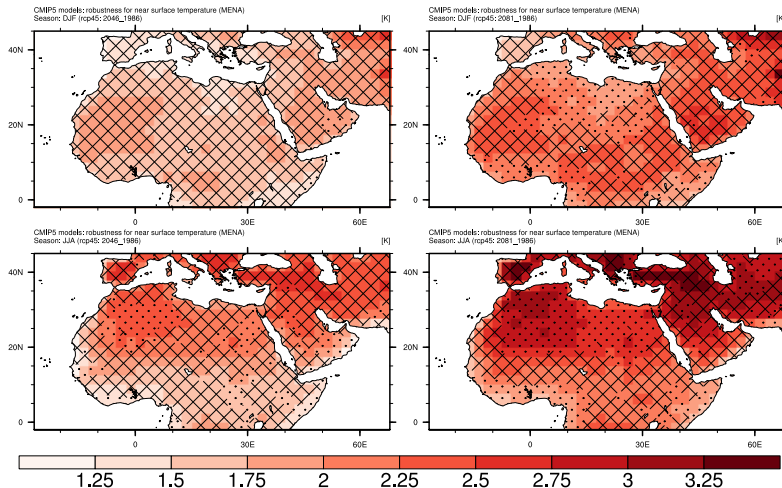 CMIP5 models: robustness for near surface temperature (MENA)
Season: DJF (rcp45: 2046_1986) [K]
CMIP5 models: robustness for near surface temperature (MENA)
Season: DJF (rcp45: 2081_1986) [K]
40N
20N
0
0 30E 60E
40N
20N
0
0 30E 60E
CMIP5 models: robustness for near surface temperature (MENA)
Season: JJA (rcp45: 2046_1986) [K]
CMIP5 models: robustness for near surface temperature (MENA)
Season: JJA (rcp45: 2081_1986) [K]
40N
20N
0
0 30E 60E
40N
20N
0
0 30E 60E
1.25 1.5 1.75 2 2.25 2.5 2.75 3 3.25